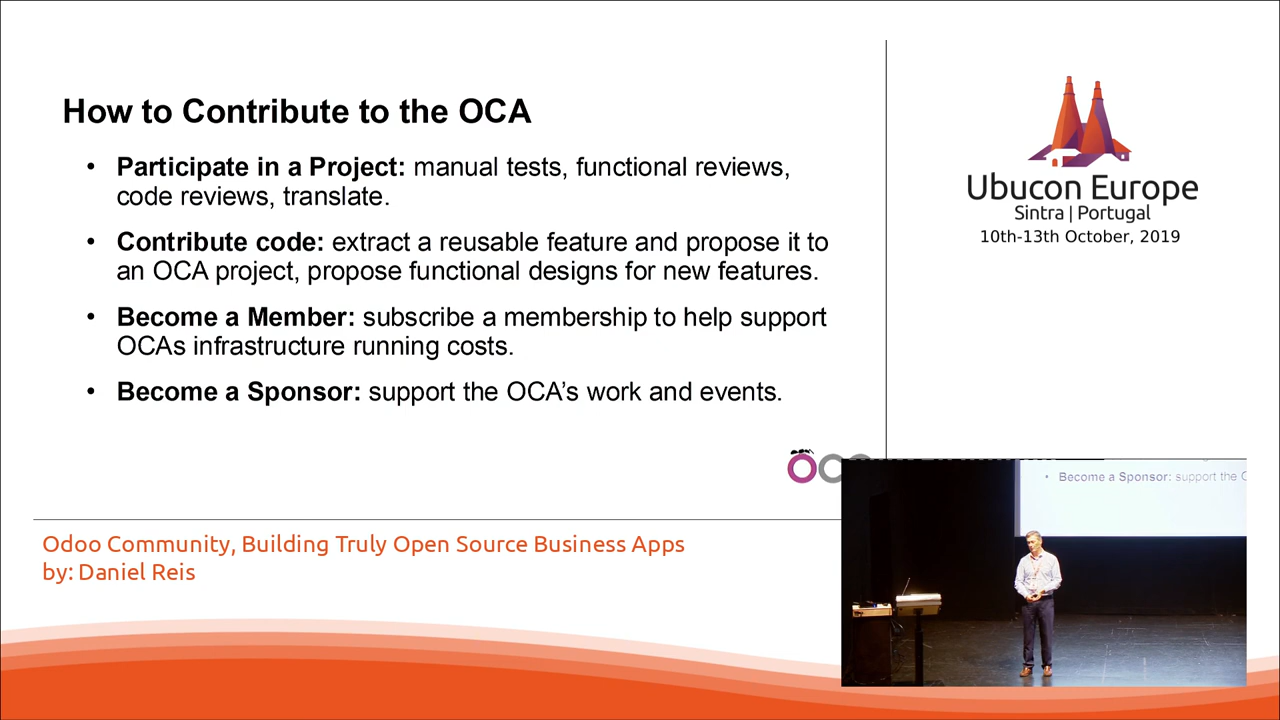 How to Contribute to the OCA
• Participate in a Project: manual tests, functional reviews,
code reviews, translate.
• Contribute code: extract a reusable feature and propose it to
an OCA project, propose functional designs for new features.
• Become a Member: subscribe a membership to help support
OCAs infrastructure running costs.
• Become a Sponsor: support the OCA’s work and events.
Ubucon Europe
Sintra | Portugal
10th-13th October, 2019
Odoo Community, Building Truly Open Source Business Apps
by: Daniel Reis
• Become a Sponsor: support the